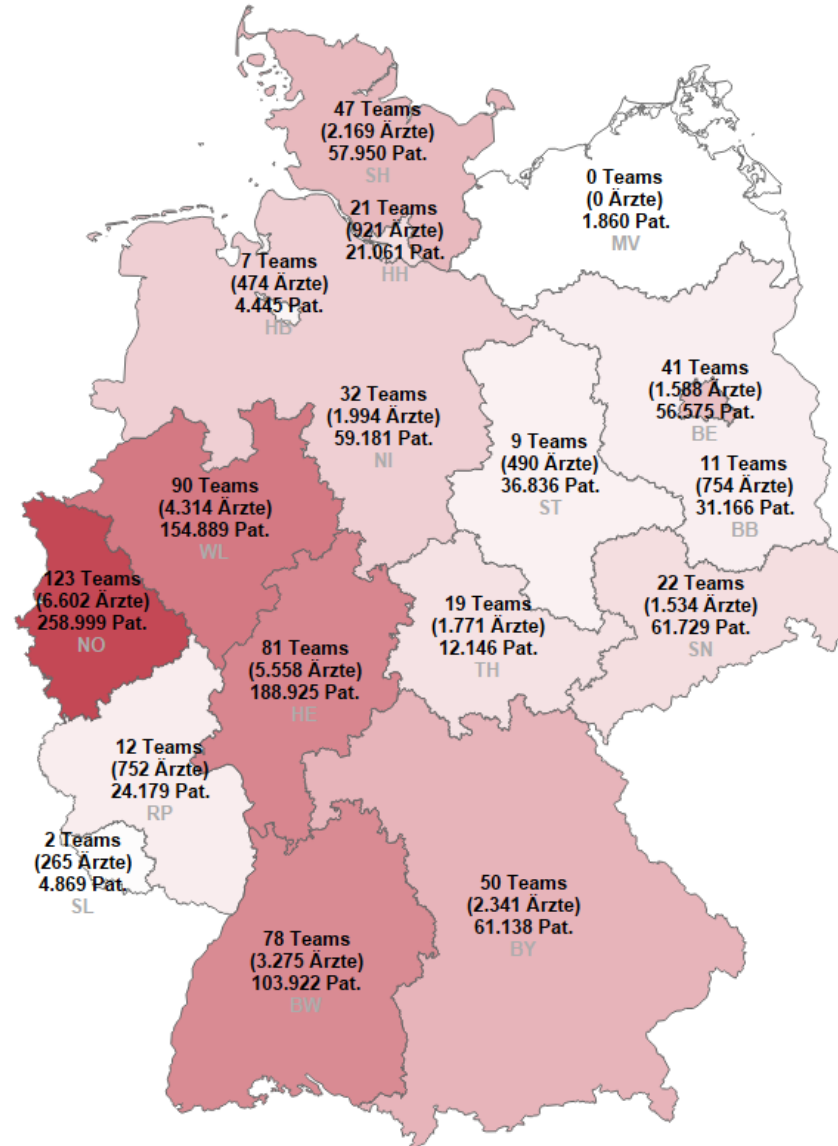 47 Teams
(2.169 Ärzte)
57.950 Pat.
SH
0 Teams
(0 Ärzte)
1.860 Pat.
MV
21 Teams
(921 Ärzte)
21.061 Pat.
HH
7 Teams
(474 Ärzte)
4.445 Pat.
HB
32 Teams
(1.994 Ärzte)
59.181 Pat.
NI
41 Teams
(1.588 Ärzte)
56.575 Pat.
BE
9 Teams
(490 Ärzte)
36.836 Pat.
ST
11 Teams
(754 Ärzte)
31.166 Pat.
BB
90 Teams
(4.314 Ärzte)
154.889 Pat.
WL
123 Teams
(6.602 Ärzte)
258.999 Pat.
NO
81 Teams
(5.558 Ärzte)
188.925 Pat.
HE
19 Teams
(1.771 Ärzte)
12.146 Pat.
TH
22 Teams
(1.534 Ärzte)
61.729 Pat.
SN
12 Teams
(752 Ärzte)
24.179 Pat.
RP
2 Teams
(265 Ärzte)
4.869 Pat.
SL
50 Teams
(2.341 Ärzte)
61.138 Pat.
BY
78 Teams
(3.275 Ärzte)
103.922 Pat.
BW